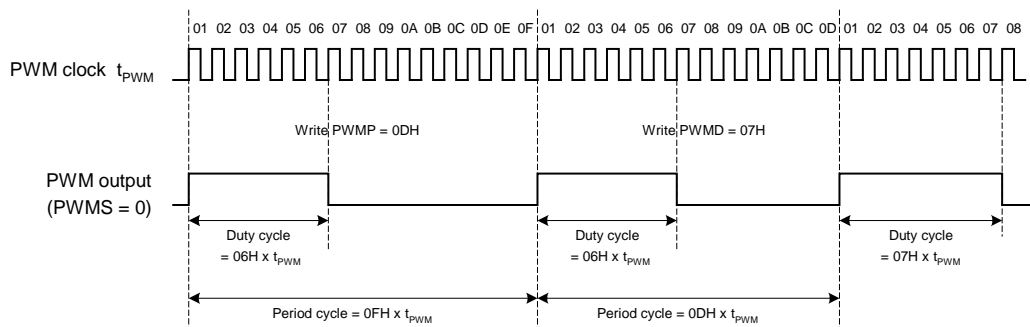 01 02 03 04 05 06 07 08 09 0A 0B 0C 0D 0E 0F 01 02 03 04 05 06 07 08 09 0A 0B 0C 0D 01 02 03 04 05 06 07 08
PWM clock tPWM
Write PWMP = 0DH
Write PWMD = 07H
PWM output
(PWMS = 0)
Duty cycle
= 06H x tPWM
Duty cycle
= 06H x tPWM
Duty cycle
= 07H x tPWM
Period cycle = 0FH x tPWM
Period cycle = 0DH x tPWM